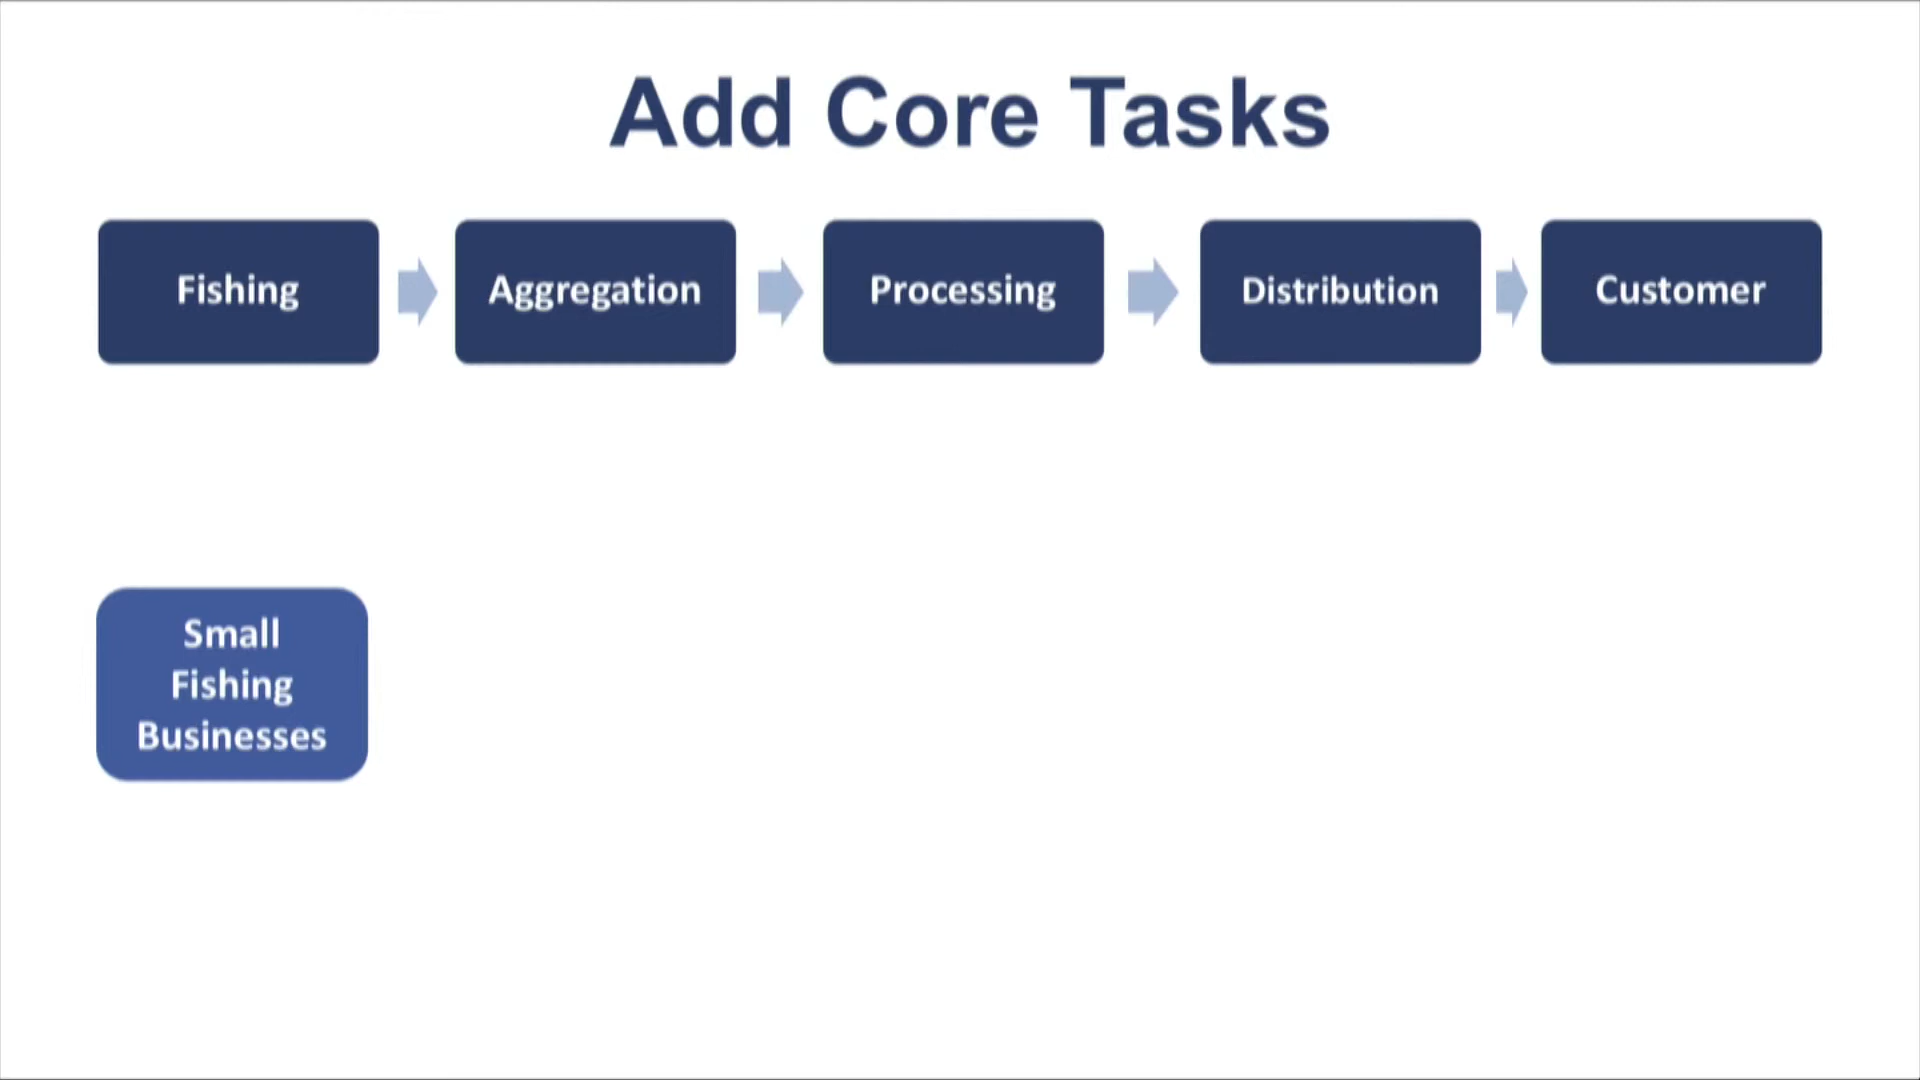 Add Core Tasks
Fishing
Aggregation
Processing
Distribution
Customer
Small
Fishing
Businesses